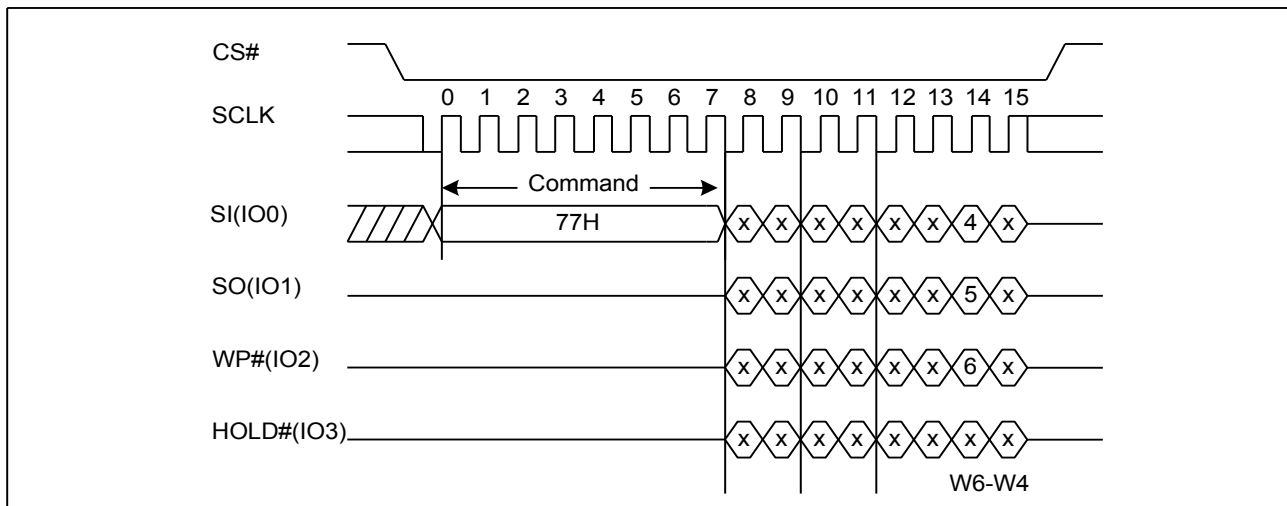 CS#
0 1 2 3 4 5 6 7 8 9 10 11 12 13 14 15
SCLK
Command
SI(IO0) 77H x x x x x x 4 x
SO(IO1) x x x x x x 5 x
WP#(IO2) x x x x x x 6 x
HOLD#(IO3) x x x x x x x x
W6-W4